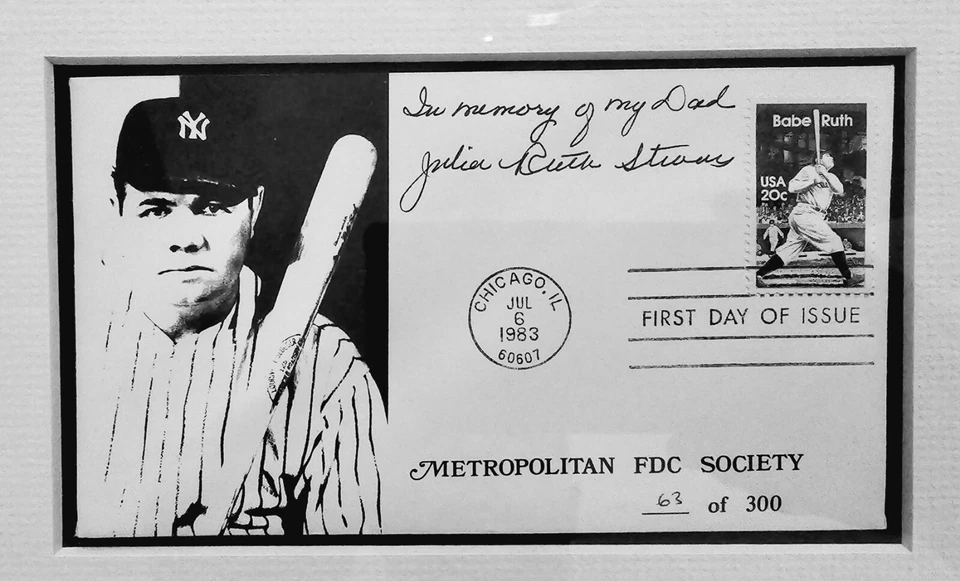 NY
In memory of my Dad
Julia Ruth Stevens
Babe Ruth
USA
20c
CHICAGO, IL
JUL
6
1983
60607
FIRST DAY OF ISSUE
METROPOLITAN FDC SOCIETY
63 of 300